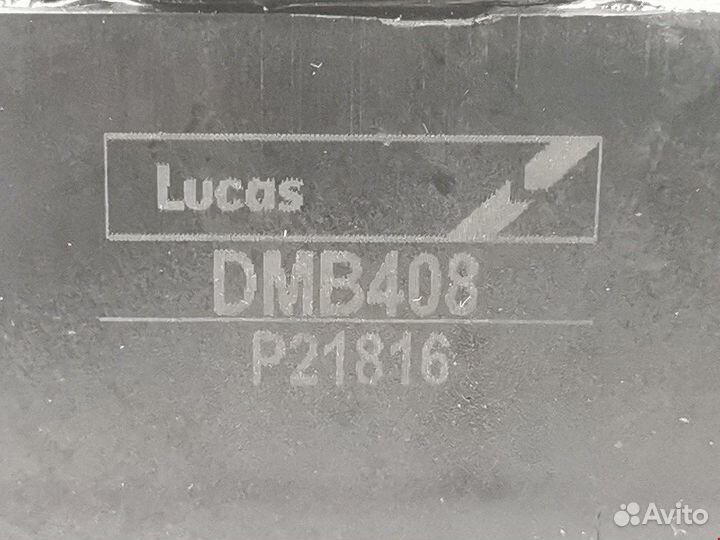 Lucas
DMB408
P21816
Avito